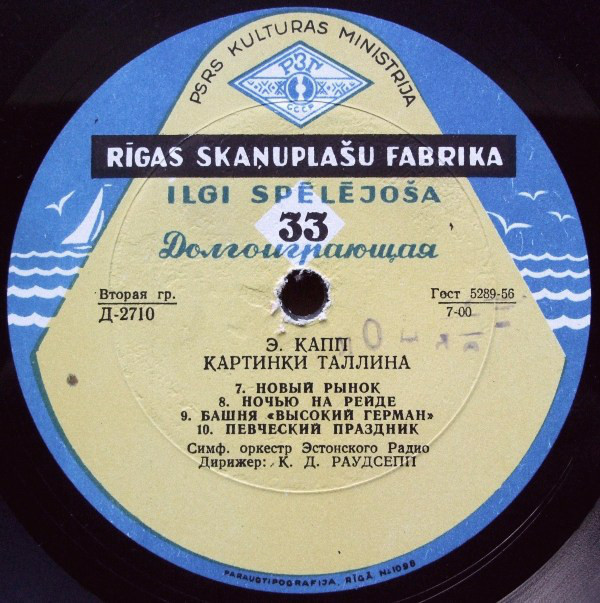 PSRS KULTURAS MINISTRIJA
РЗГ
СССР
RĪGAS SKAŅUPLAŠU FABRIKA
ILGI SPĒLĒJOŠA
33
Долгоиграющая
Вторая гр.
Д-2710
Гост 5289-56
7-00
Э. КАПП
КАРТИНКИ ТАЛЛИНА
7. НОВЫЙ РЫНОК
8. НОЧЬЮ НА РЕЙДЕ
9. БАШНЯ «ВЫСОКИЙ ГЕРМАН»
10. ПЕВЧЕСКИЙ ПРАЗДНИК
Симф. оркестр Эстонского Радио
Дирижер: К. Д. РАУДСЕПП
PARAUGTIPOGRAFIJA, RĪGĀ №1098